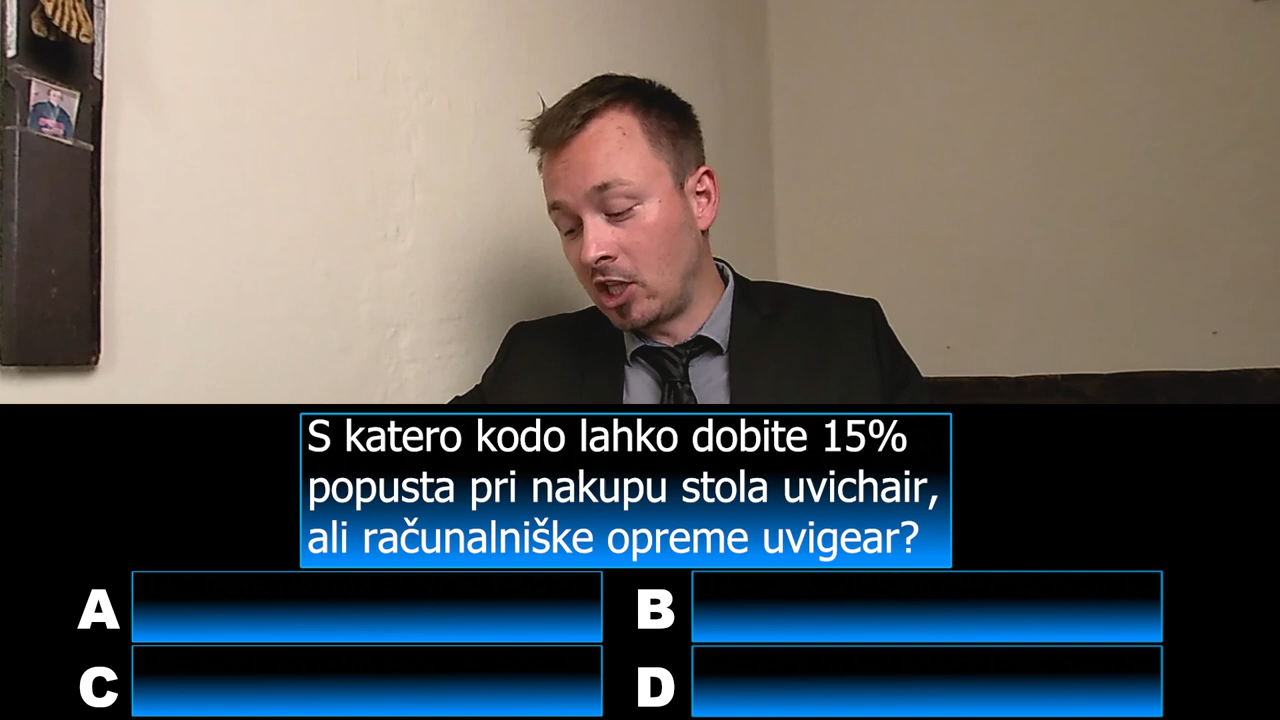 S katero kodo lahko dobite 15%
popusta pri nakupu stola uvichair,
ali računalniške opreme uvigear?
A
B
C
D